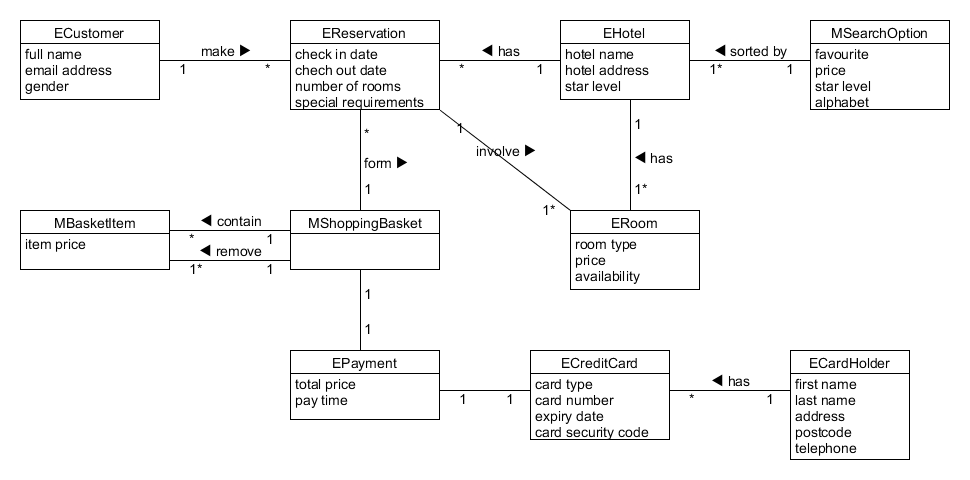 ECustomer
full name
email address
gender
make ▶
1
*
EReservation
check in date
chech out date
number of rooms
special requirements
◀ has
*
1
EHotel
hotel name
hotel address
star level
◀ sorted by
1*
1
MSearchOption
favourite
price
star level
alphabet
*
form ▶
1
1
involve ▶
1*
1
◀ has
1*
MBasketItem
item price
◀ contain
*
1
◀ remove
1*
1
MShoppingBasket
ERoom
room type
price
availability
1
1
EPayment
total price
pay time
1
1
ECreditCard
card type
card number
expiry date
card security code
◀ has
*
1
ECardHolder
first name
last name
address
postcode
telephone